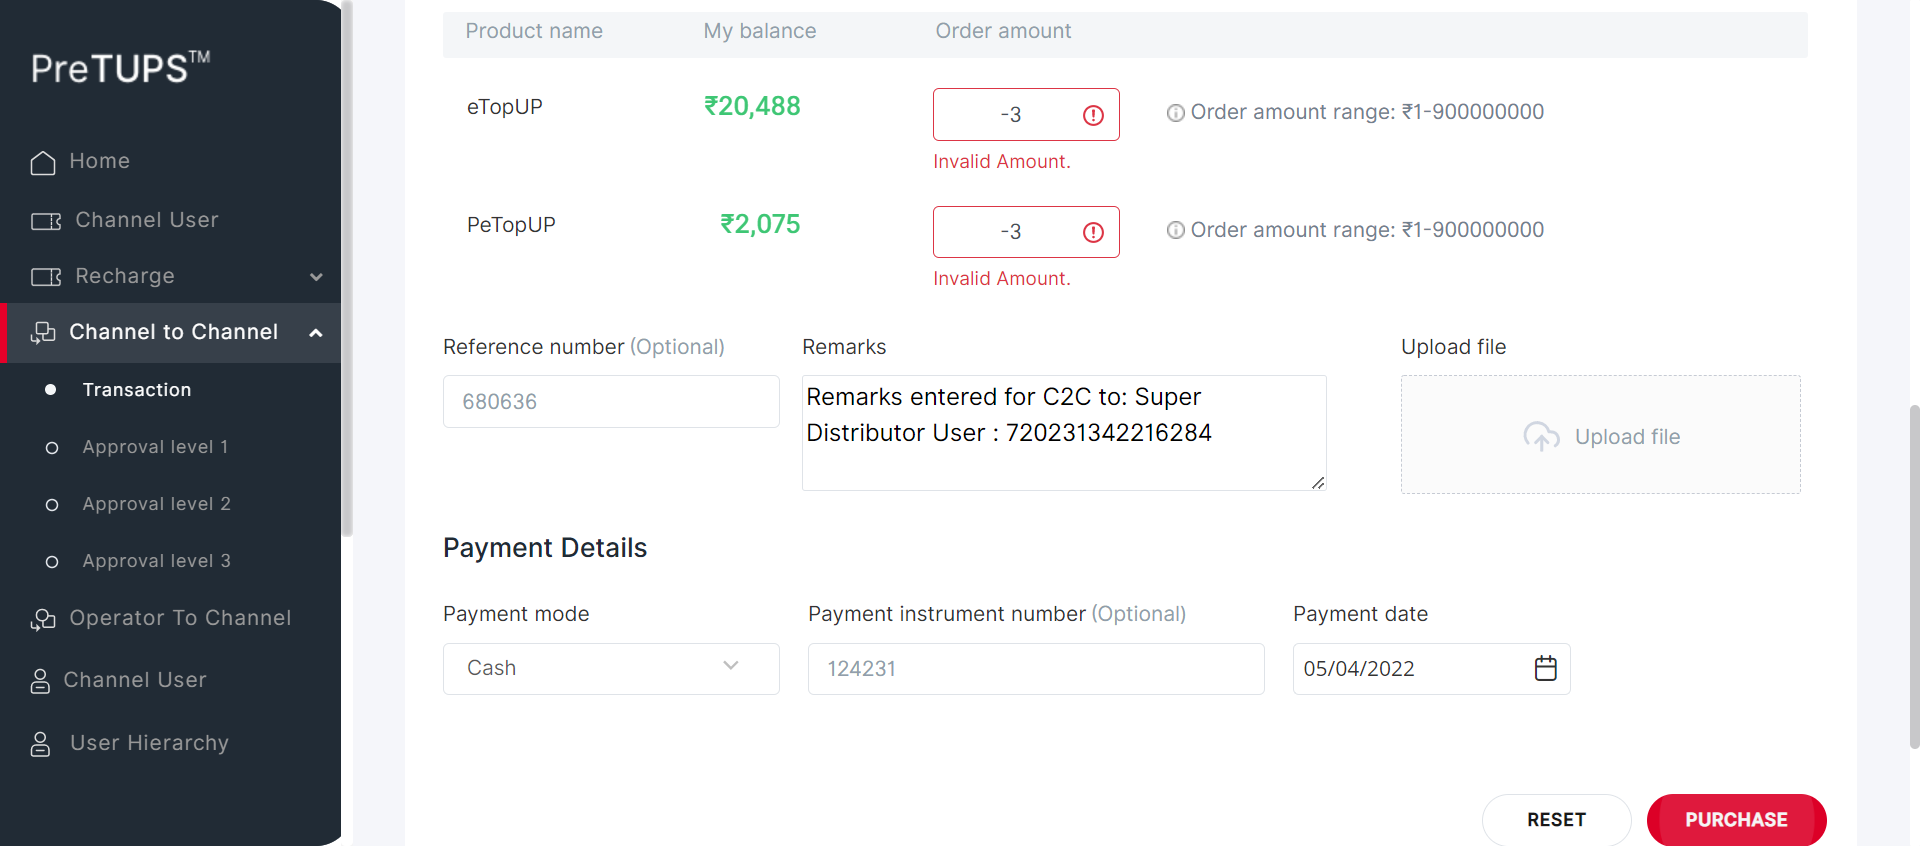 PreTUPS™
Home
Channel User
Recharge
Channel to Channel
Transaction
Approval level 1
Approval level 2
Approval level 3
Operator To Channel
Channel User
User Hierarchy
Product name My balance Order amount
eTopUP ₹20,488 -3 Order amount range: ₹1-900000000
Invalid Amount.
PeTopUP ₹2,075 -3 Order amount range: ₹1-900000000
Invalid Amount.
Reference number (Optional) Remarks Upload file
680636
Remarks entered for C2C to: Super
Distributor User : 720231342216284
Upload file
Payment Details
Payment mode Payment instrument number (Optional) Payment date
Cash 124231 05/04/2022
RESET PURCHASE